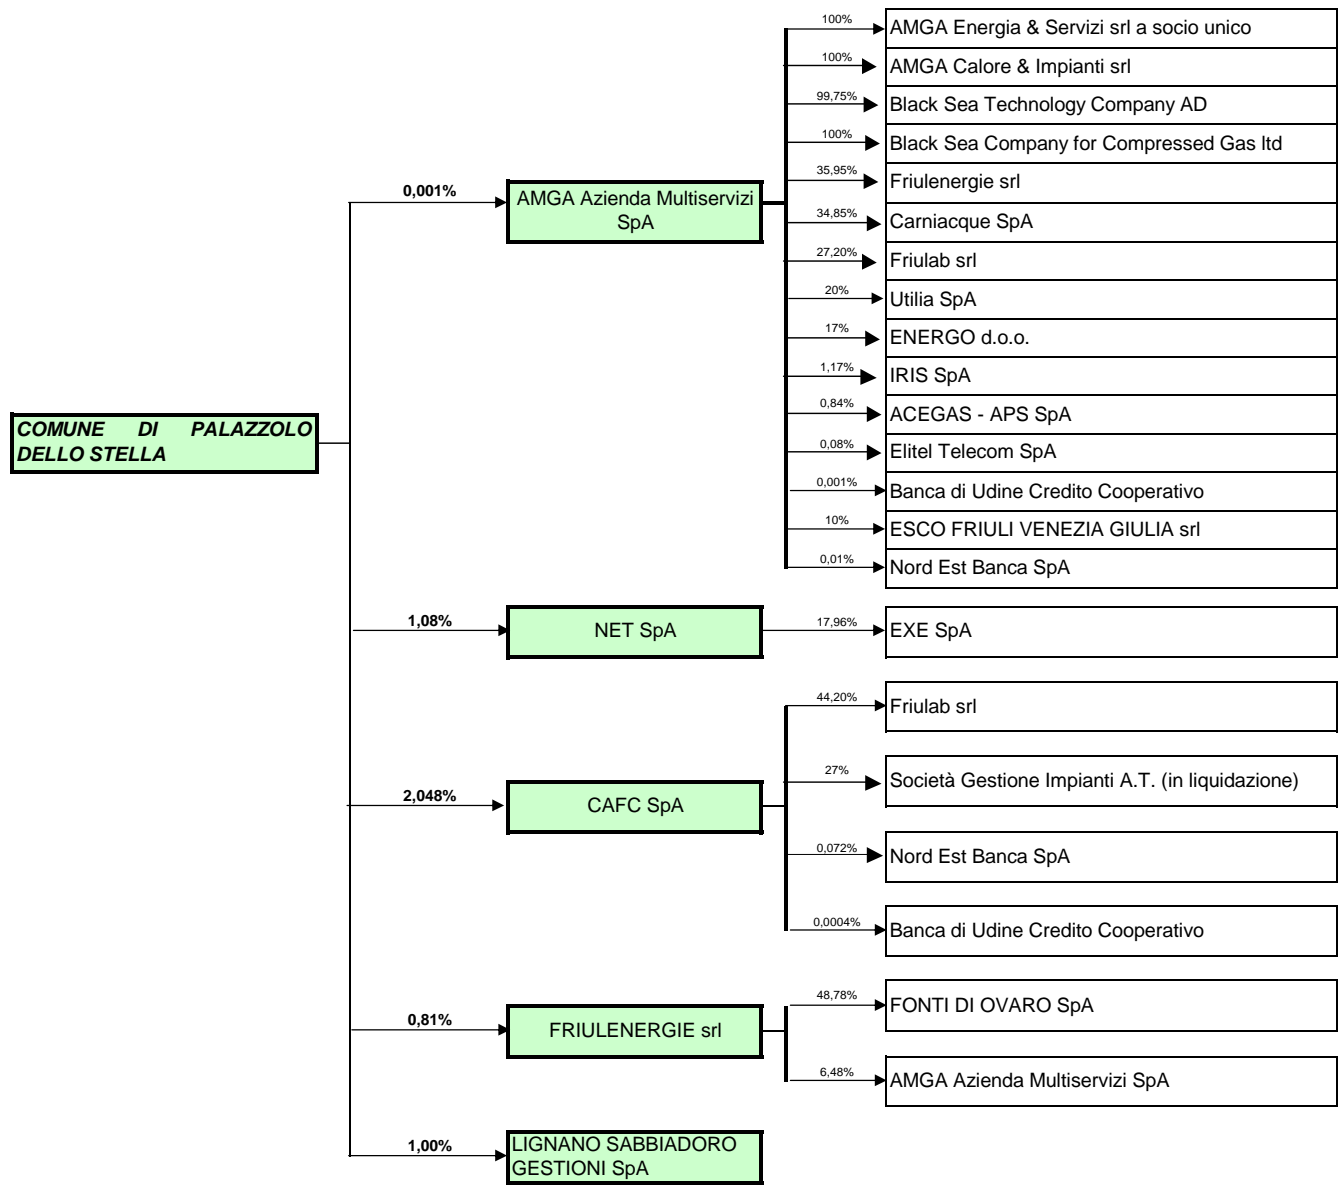 100%
AMGA Energia & Servizi srl a socio unico
100%
AMGA Calore & Impianti srl
99,75%
Black Sea Technology Company AD
100%
Black Sea Company for Compressed Gas ltd
35,95%
Friulenergie srl
0,001%
AMGA Azienda Multiservizi
SpA
34,85%
Carniacque SpA
27,20%
Friulab srl
20%
Utilia SpA
17%
ENERGO d.o.o.
1,17%
IRIS SpA
0,84%
ACEGAS - APS SpA
COMUNE DI PALAZZOLO
DELLO STELLA
0,08%
Elitel Telecom SpA
0,001%
Banca di Udine Credito Cooperativo
10%
ESCO FRIULI VENEZIA GIULIA srl
0,01%
Nord Est Banca SpA
1,08%
NET SpA
17,96%
EXE SpA
44,20%
Friulab srl
27%
Società Gestione Impianti A.T. (in liquidazione)
2,048%
CAFC SpA
0,072%
Nord Est Banca SpA
0,0004%
Banca di Udine Credito Cooperativo
48,78%
FONTI DI OVARO SpA
0,81%
FRIULENERGIE srl
6,48%
AMGA Azienda Multiservizi SpA
1,00%
LIGNANO SABBIADORO
GESTIONI SpA